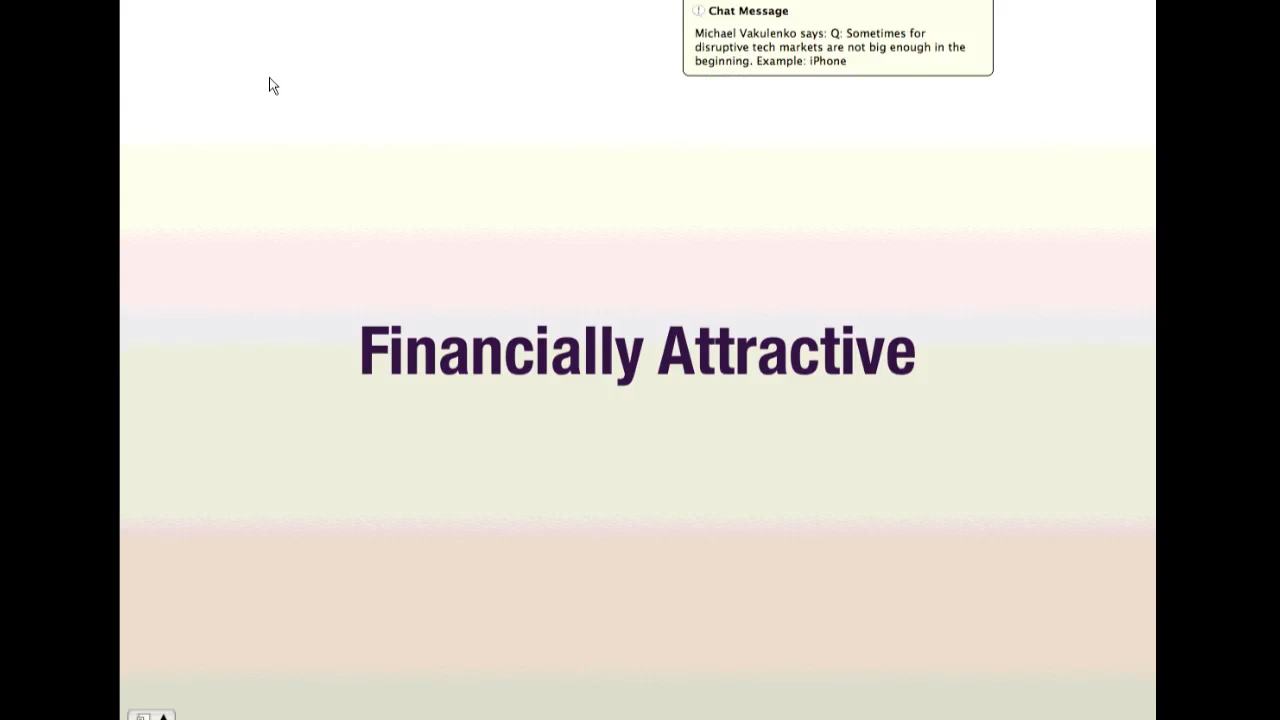 Chat Message
Michael Vakulenko says: Q: Sometimes for
disruptive tech markets are not big enough in the
beginning. Example: iPhone
Financially Attractive